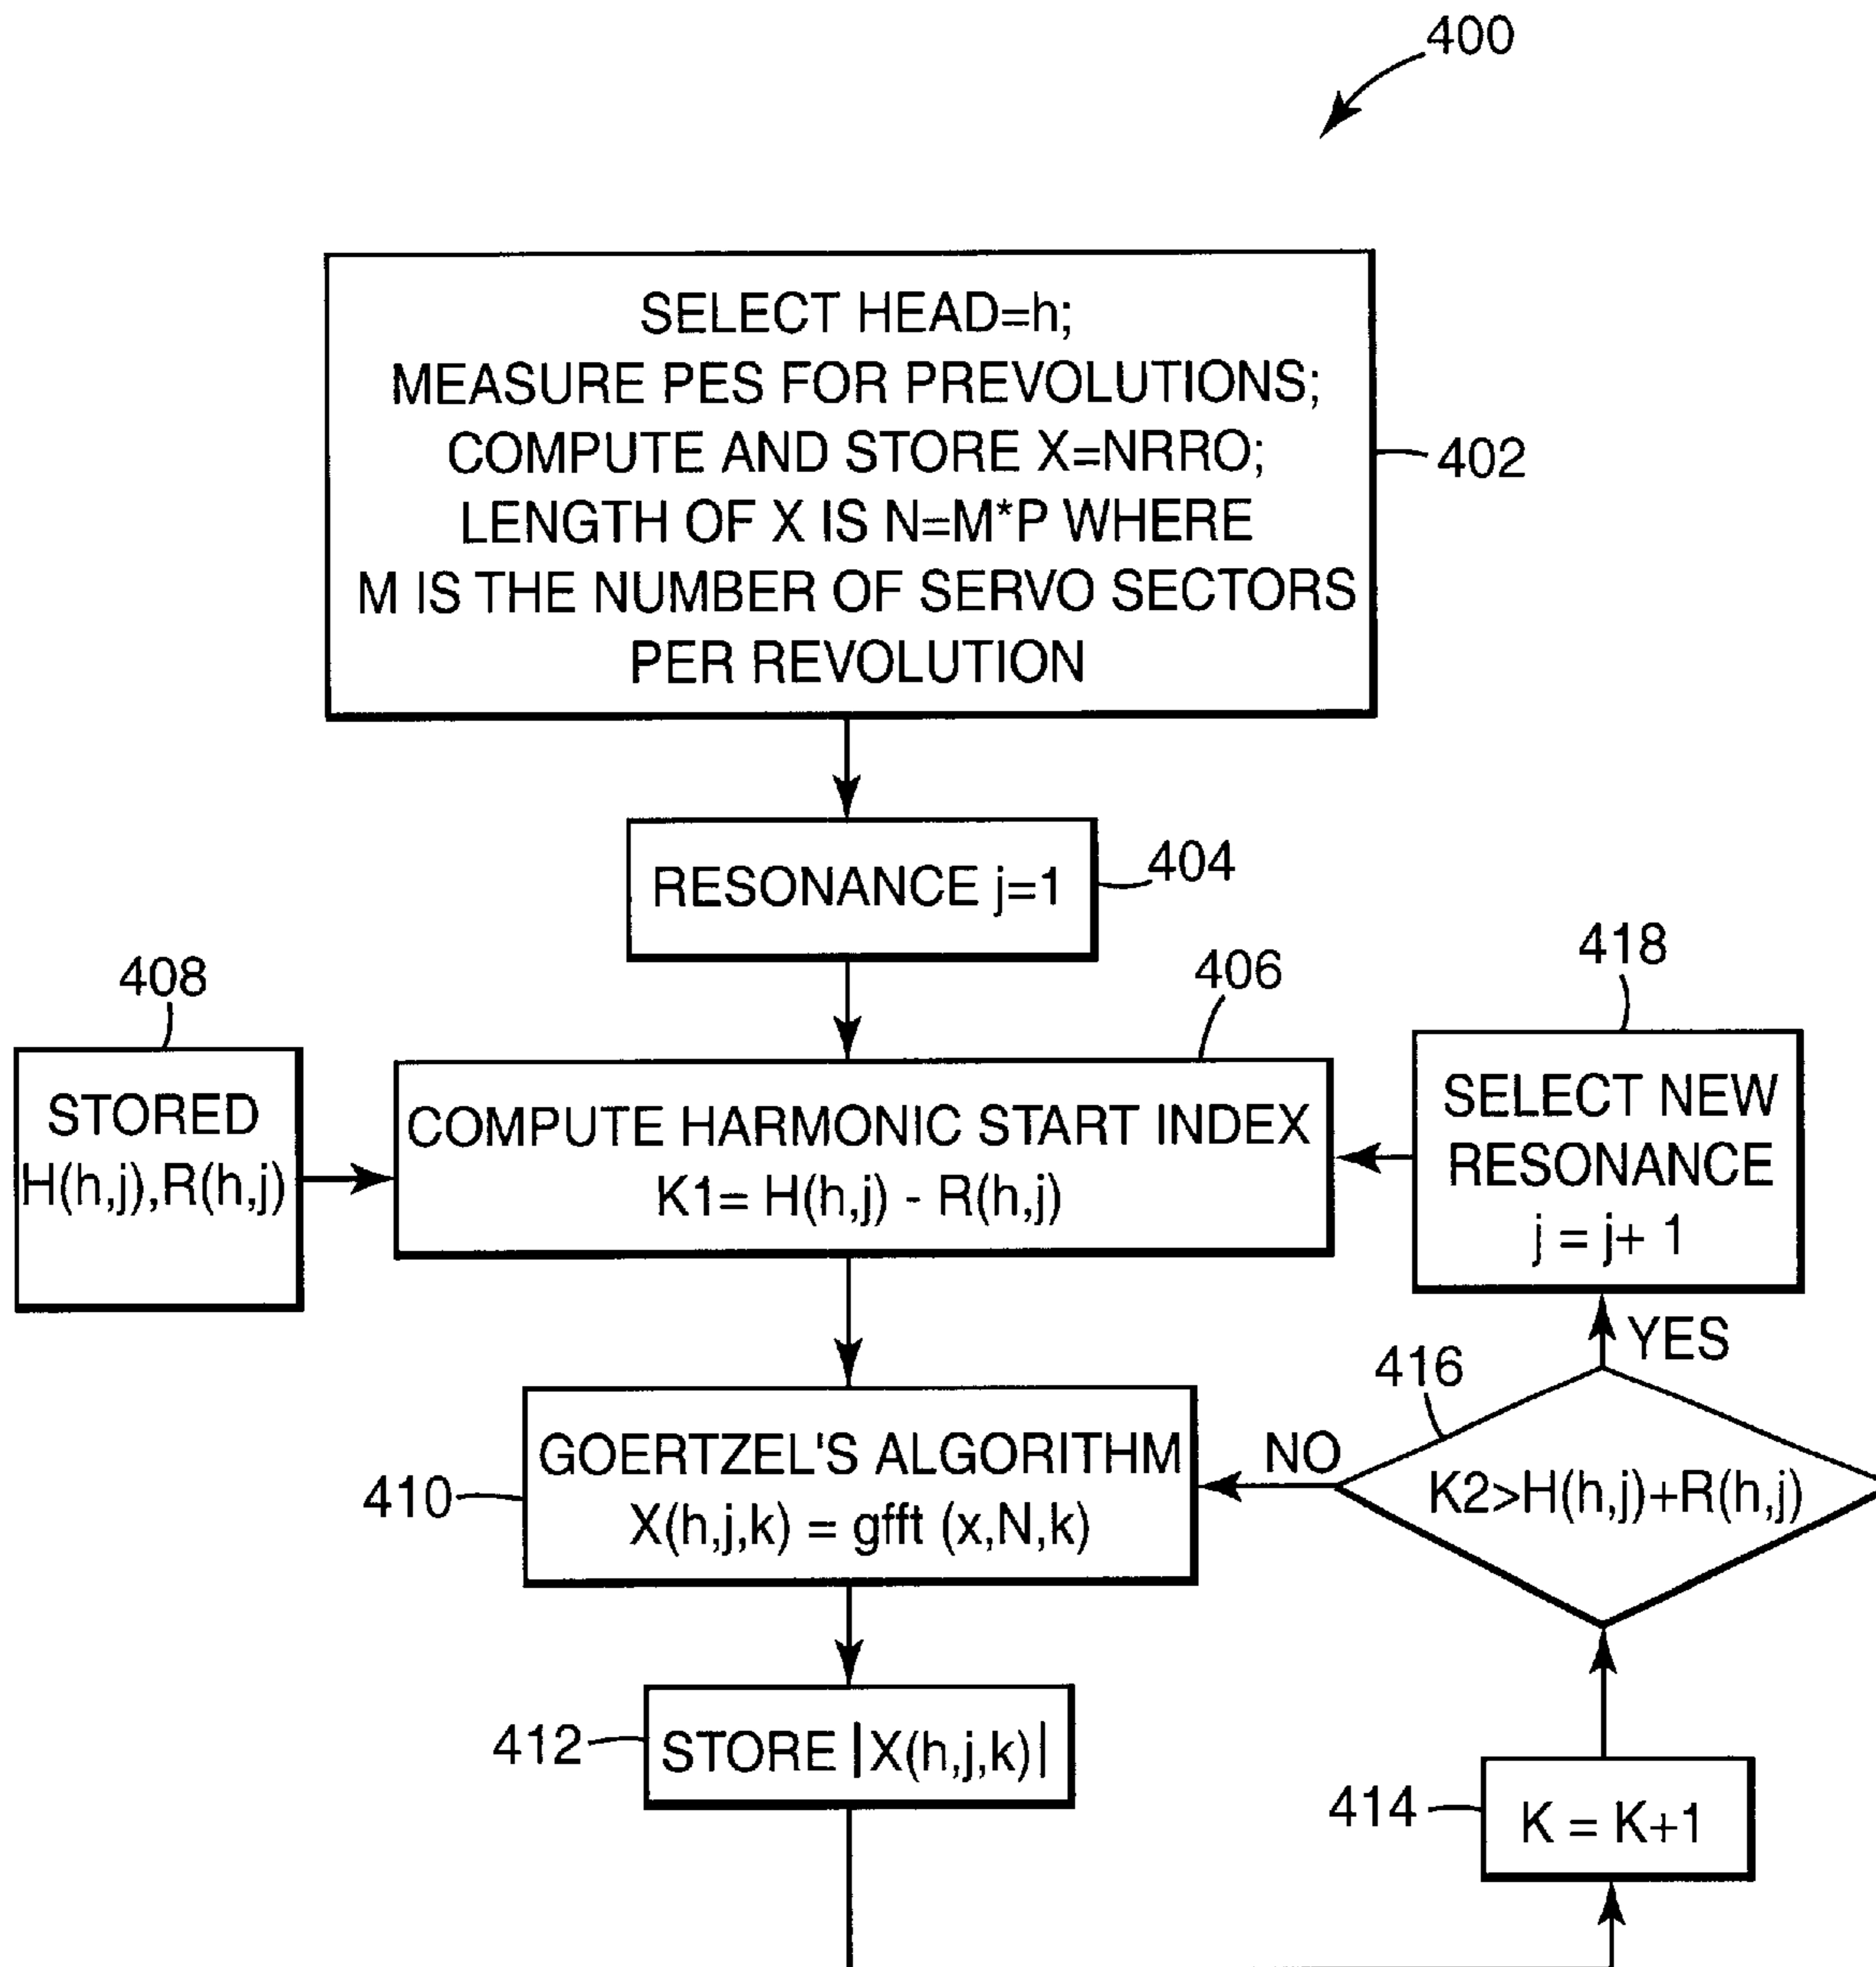 400
SELECT HEAD=h;
MEASURE PES FOR PREVOLUTIONS;
COMPUTE AND STORE X=NRRO;
LENGTH OF X IS N=M*P WHERE
M IS THE NUMBER OF SERVO SECTORS
PER REVOLUTION
402
RESONANCE j=1
404
408
406
418
STORED
H(h,j),R(h,j)
COMPUTE HARMONIC START INDEX
K1= H(h,j) - R(h,j)
SELECT NEW
RESONANCE
j = j+ 1
YES
416
410
GOERTZEL'S ALGORITHM
X(h,j,k) = gfft (x,N,k)
NO
K2>H(h,j)+R(h,j)
412
STORE |X(h,j,k)|
414
K = K+1